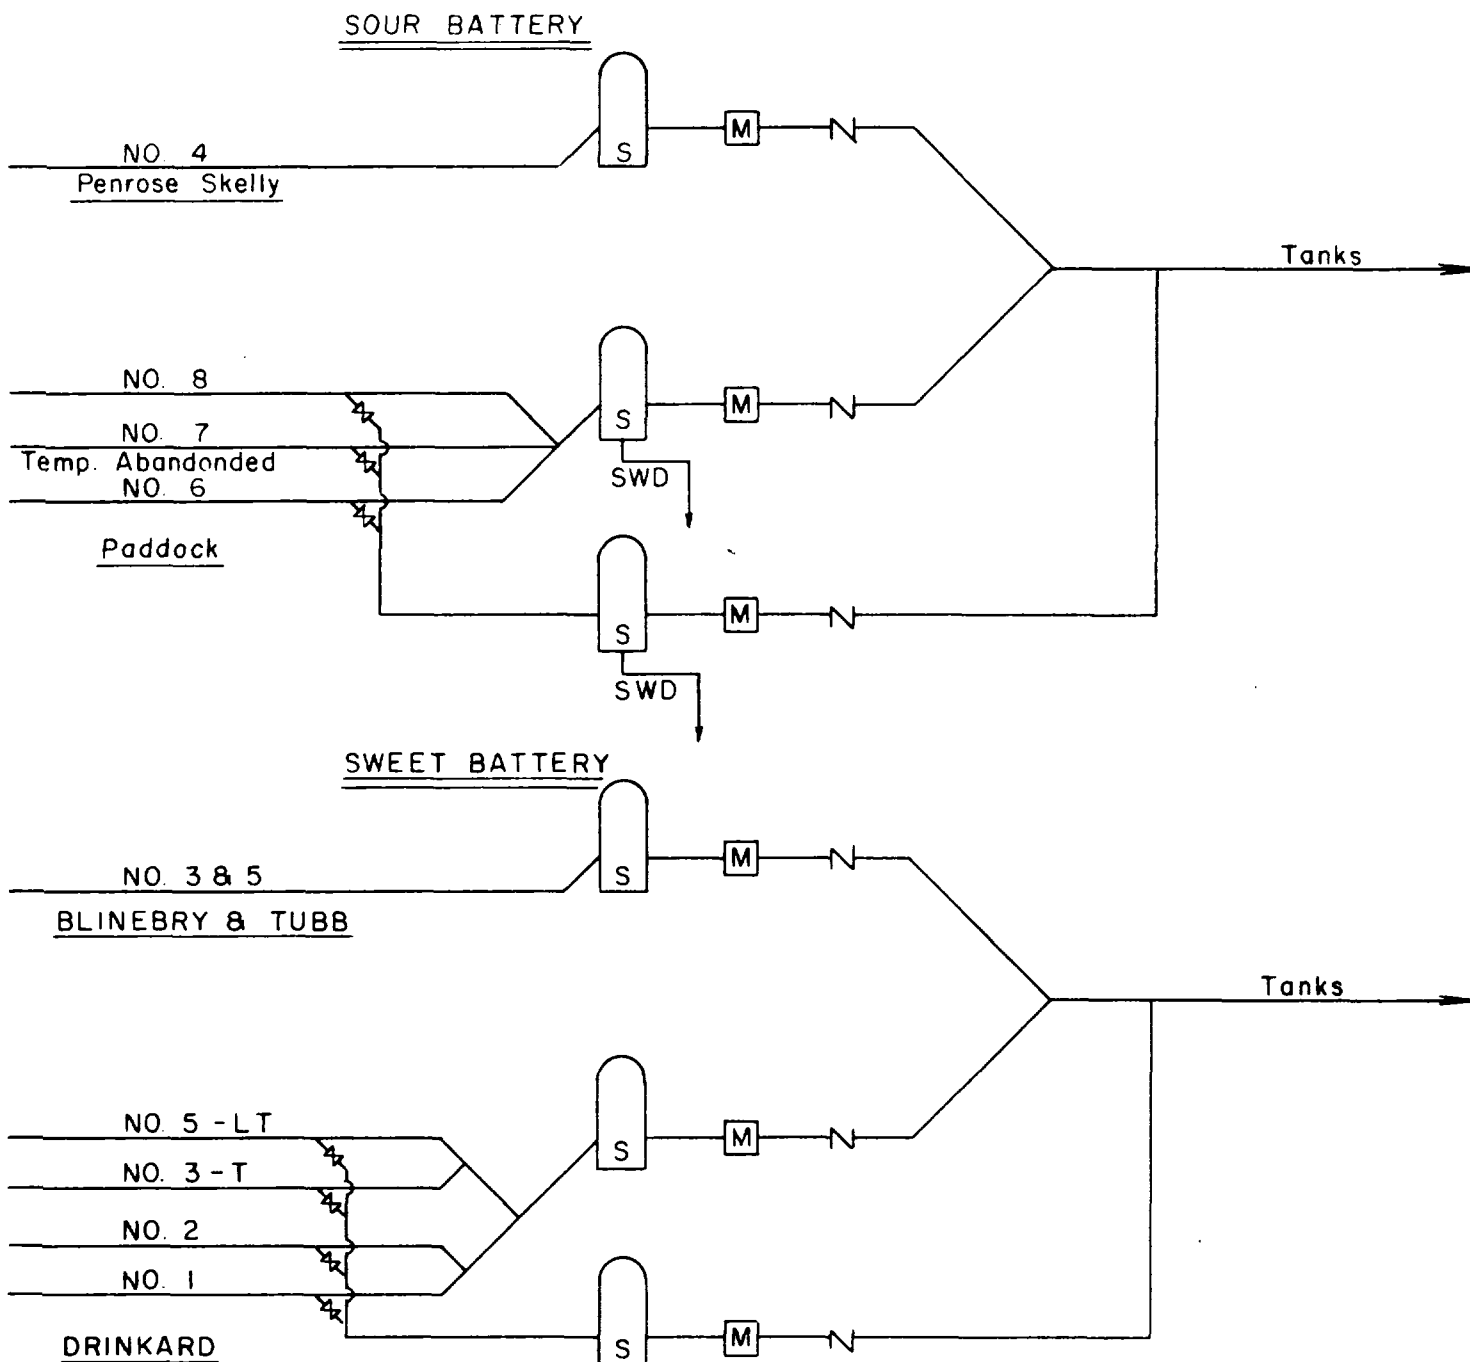 SOUR BATTERY
S
M
NO. 4
Penrose Skelly
Tanks
NO. 8
S
M
NO. 7
Temp. Abandonded
SWD
NO. 6
Paddock
S
M
SWD
SWEET BATTERY
S
M
NO. 3 & 5
BLINEBRY & TUBB
Tanks
NO. 5 - LT
S
M
NO. 3 - T
NO. 2
NO. 1
DRINKARD
S
M